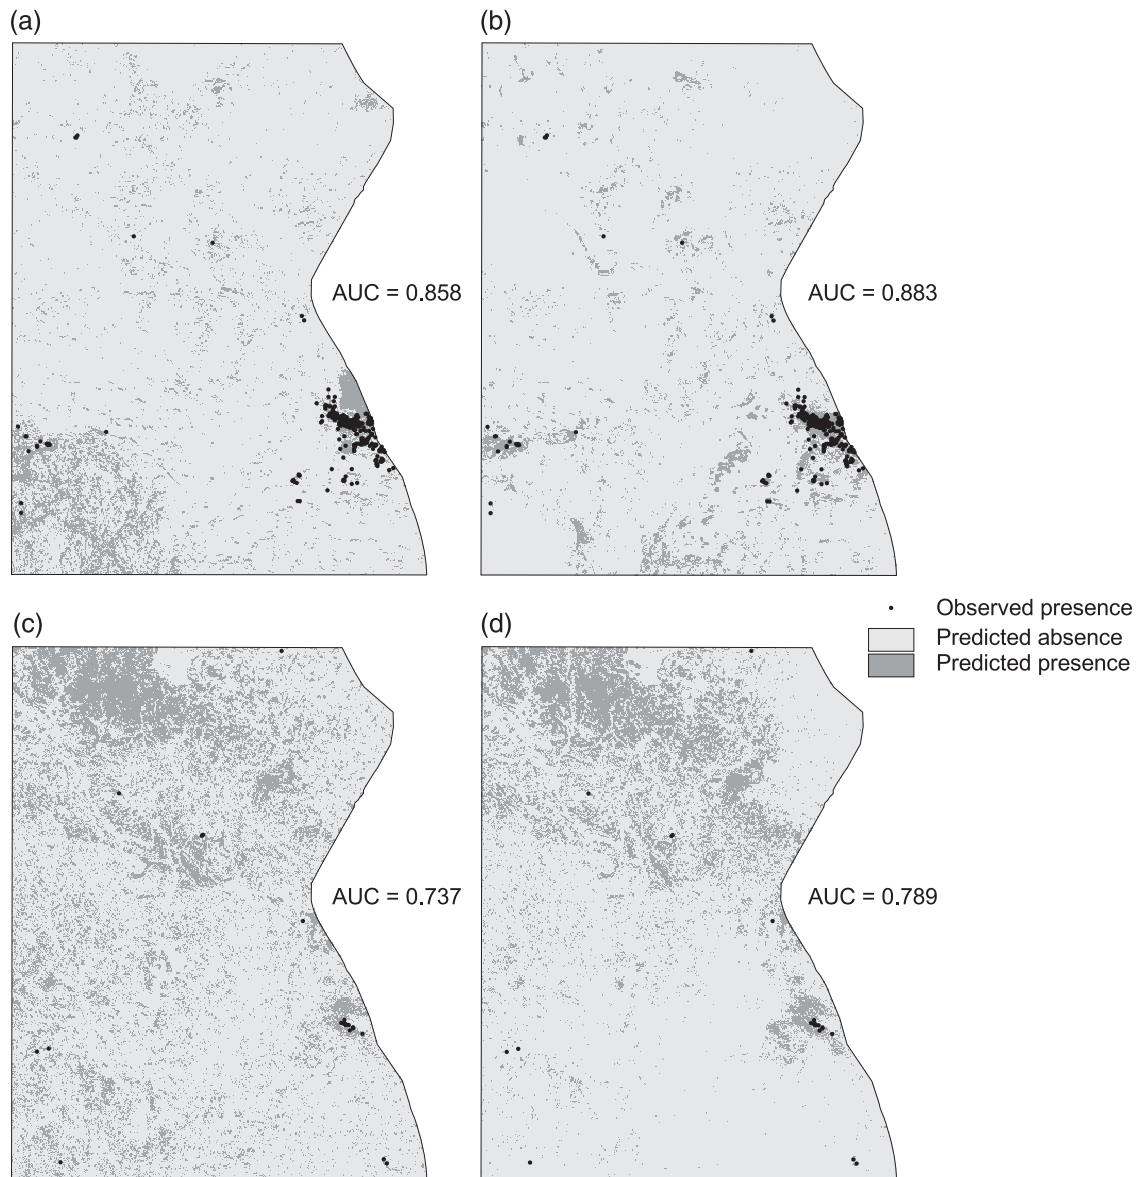 (a)
(b)
AUC = 0.858
AUC = 0.883
Observed presence
Predicted absence
Predicted presence
(c)
(d)
AUC = 0.737
AUC = 0.789